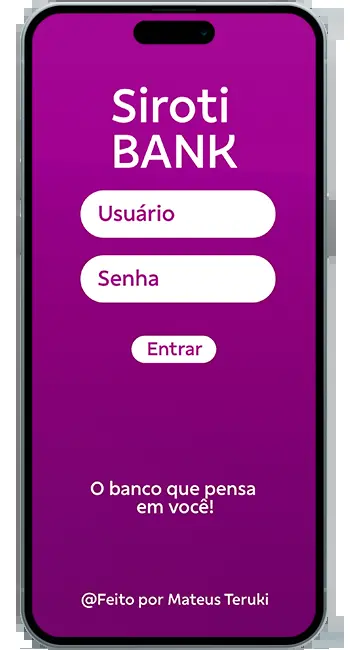 Siroti
BANK
Usuário
Senha
Entrar
O banco que pensa
em você!
@Feito por Mateus Teruki